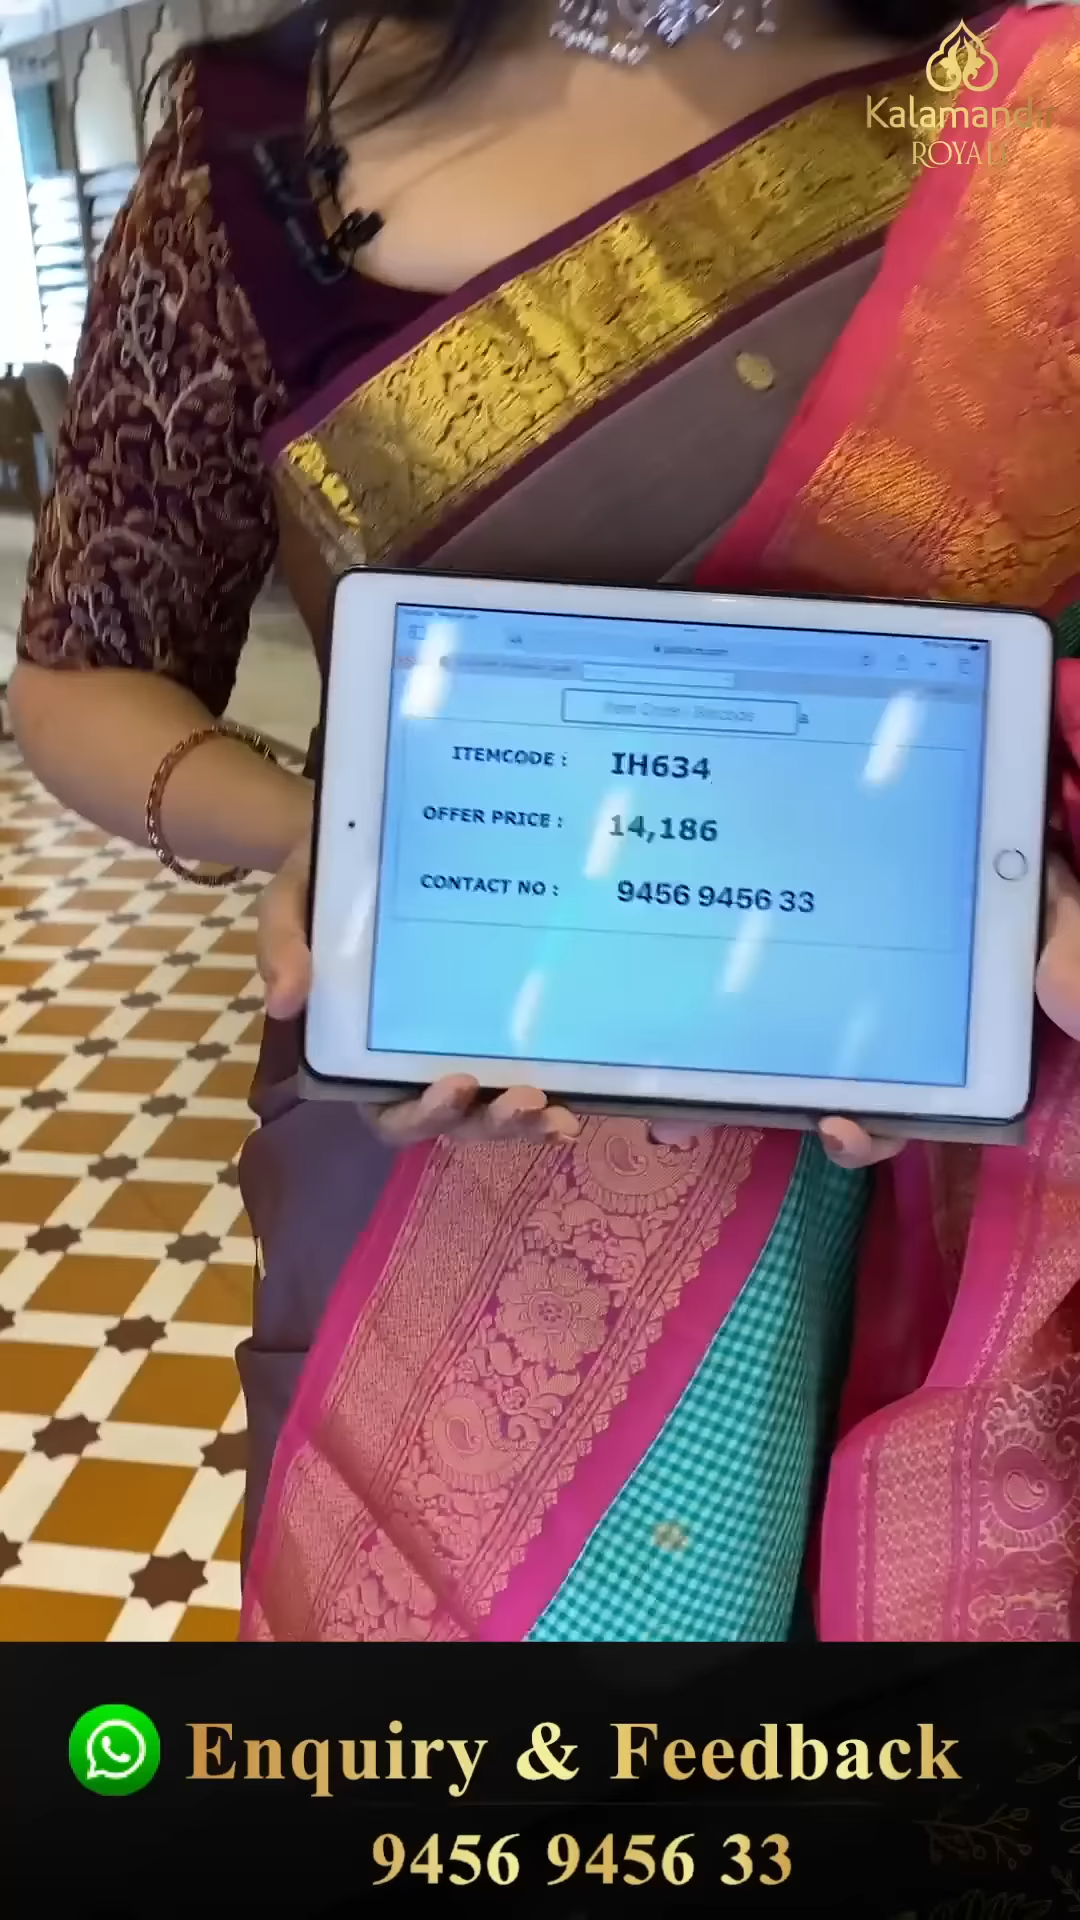 Kalamandir
ROYALE
ITEMCODE : IH634
OFFER PRICE : 14,186
CONTACT NO : 9456 9456 33
Enquiry & Feedback
9456 9456 33